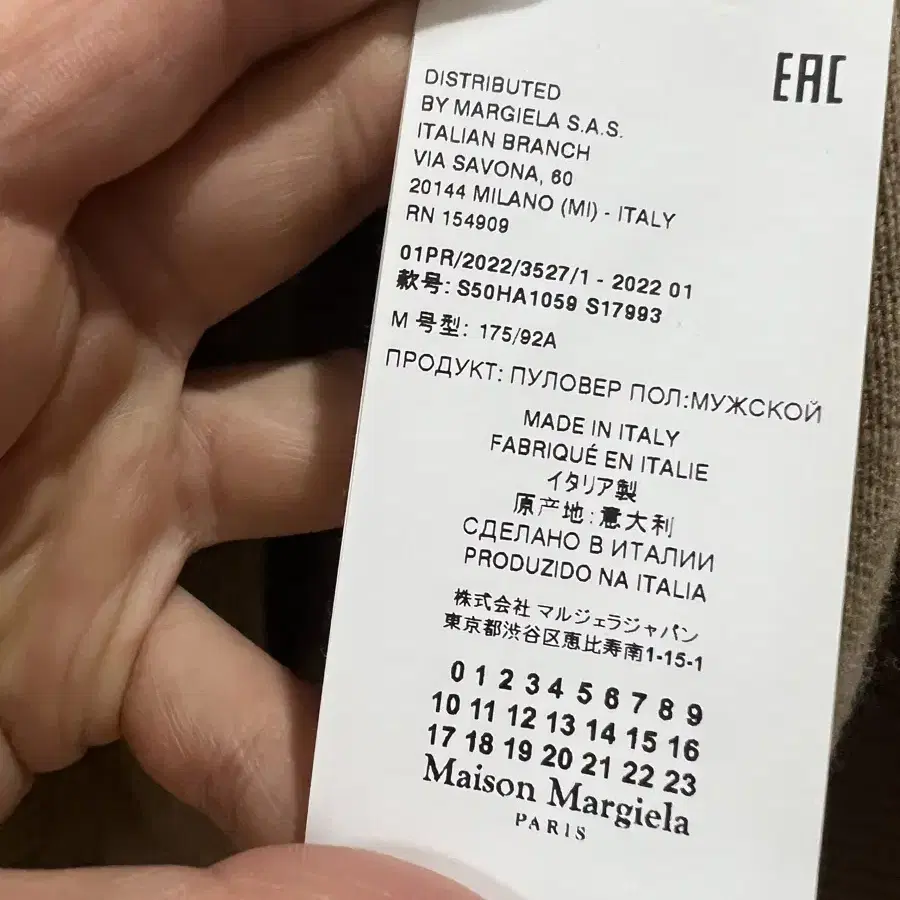 EAC
DISTRIBUTED
BY MARGIELA S.A.S.
ITALIAN BRANCH
VIA SAVONA, 60
20144 MILANO (MI) - ITALY
RN 154909
01PR/2022/3527/1 - 2022 01
款号: S50HA1059 S17993
M 号型: 175/92A
ПРОДУКТ: ПУЛОВЕР ПОЛ:МУЖСКОЙ
MADE IN ITALY
FABRIQUÉ EN ITALIE
イタリア製
原产地:意大利
СДЕЛАНО В ИТАЛИИ
PRODUZIDO NA ITALIA
株式会社 マルジェラジャパン
東京都渋谷区恵比寿南1-15-1
0 1 2 3 4 5 6 7 8 9
10 11 12 13 14 15 16
17 18 19 20 21 22 23
Maison Margiela
PARIS